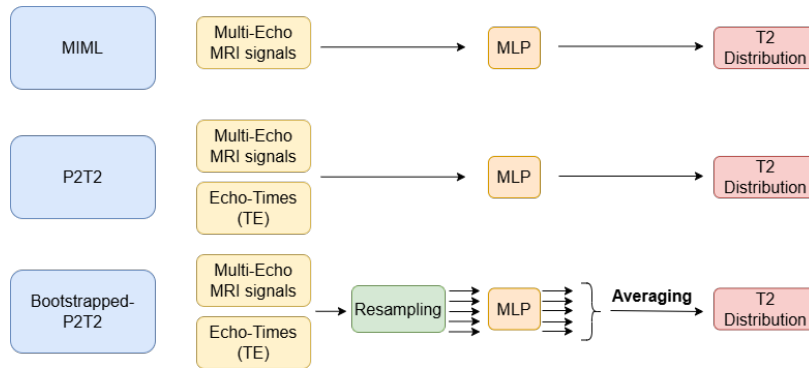 MIML
Multi-Echo
MRI signals
MLP
T2
Distribution
P2T2
Multi-Echo
MRI signals
Echo-Times
(TE)
MLP
T2
Distribution
Bootstrapped-
P2T2
Multi-Echo
MRI signals
Echo-Times
(TE)
Resampling
MLP
Averaging
T2
Distribution